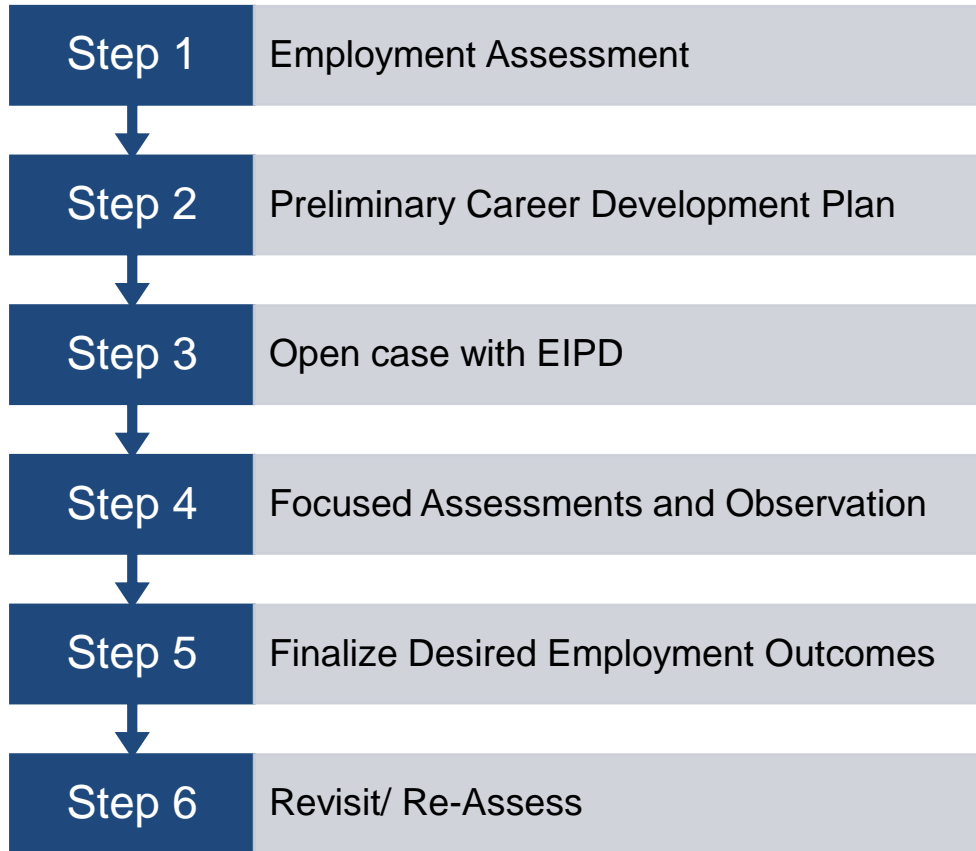 Step 1
Employment Assessment
Step 2
Preliminary Career Development Plan
Step 3
Open case with EIPD
Step 4
Focused Assessments and Observation
Step 5
Finalize Desired Employment Outcomes
Step 6
Revisit/ Re-Assess